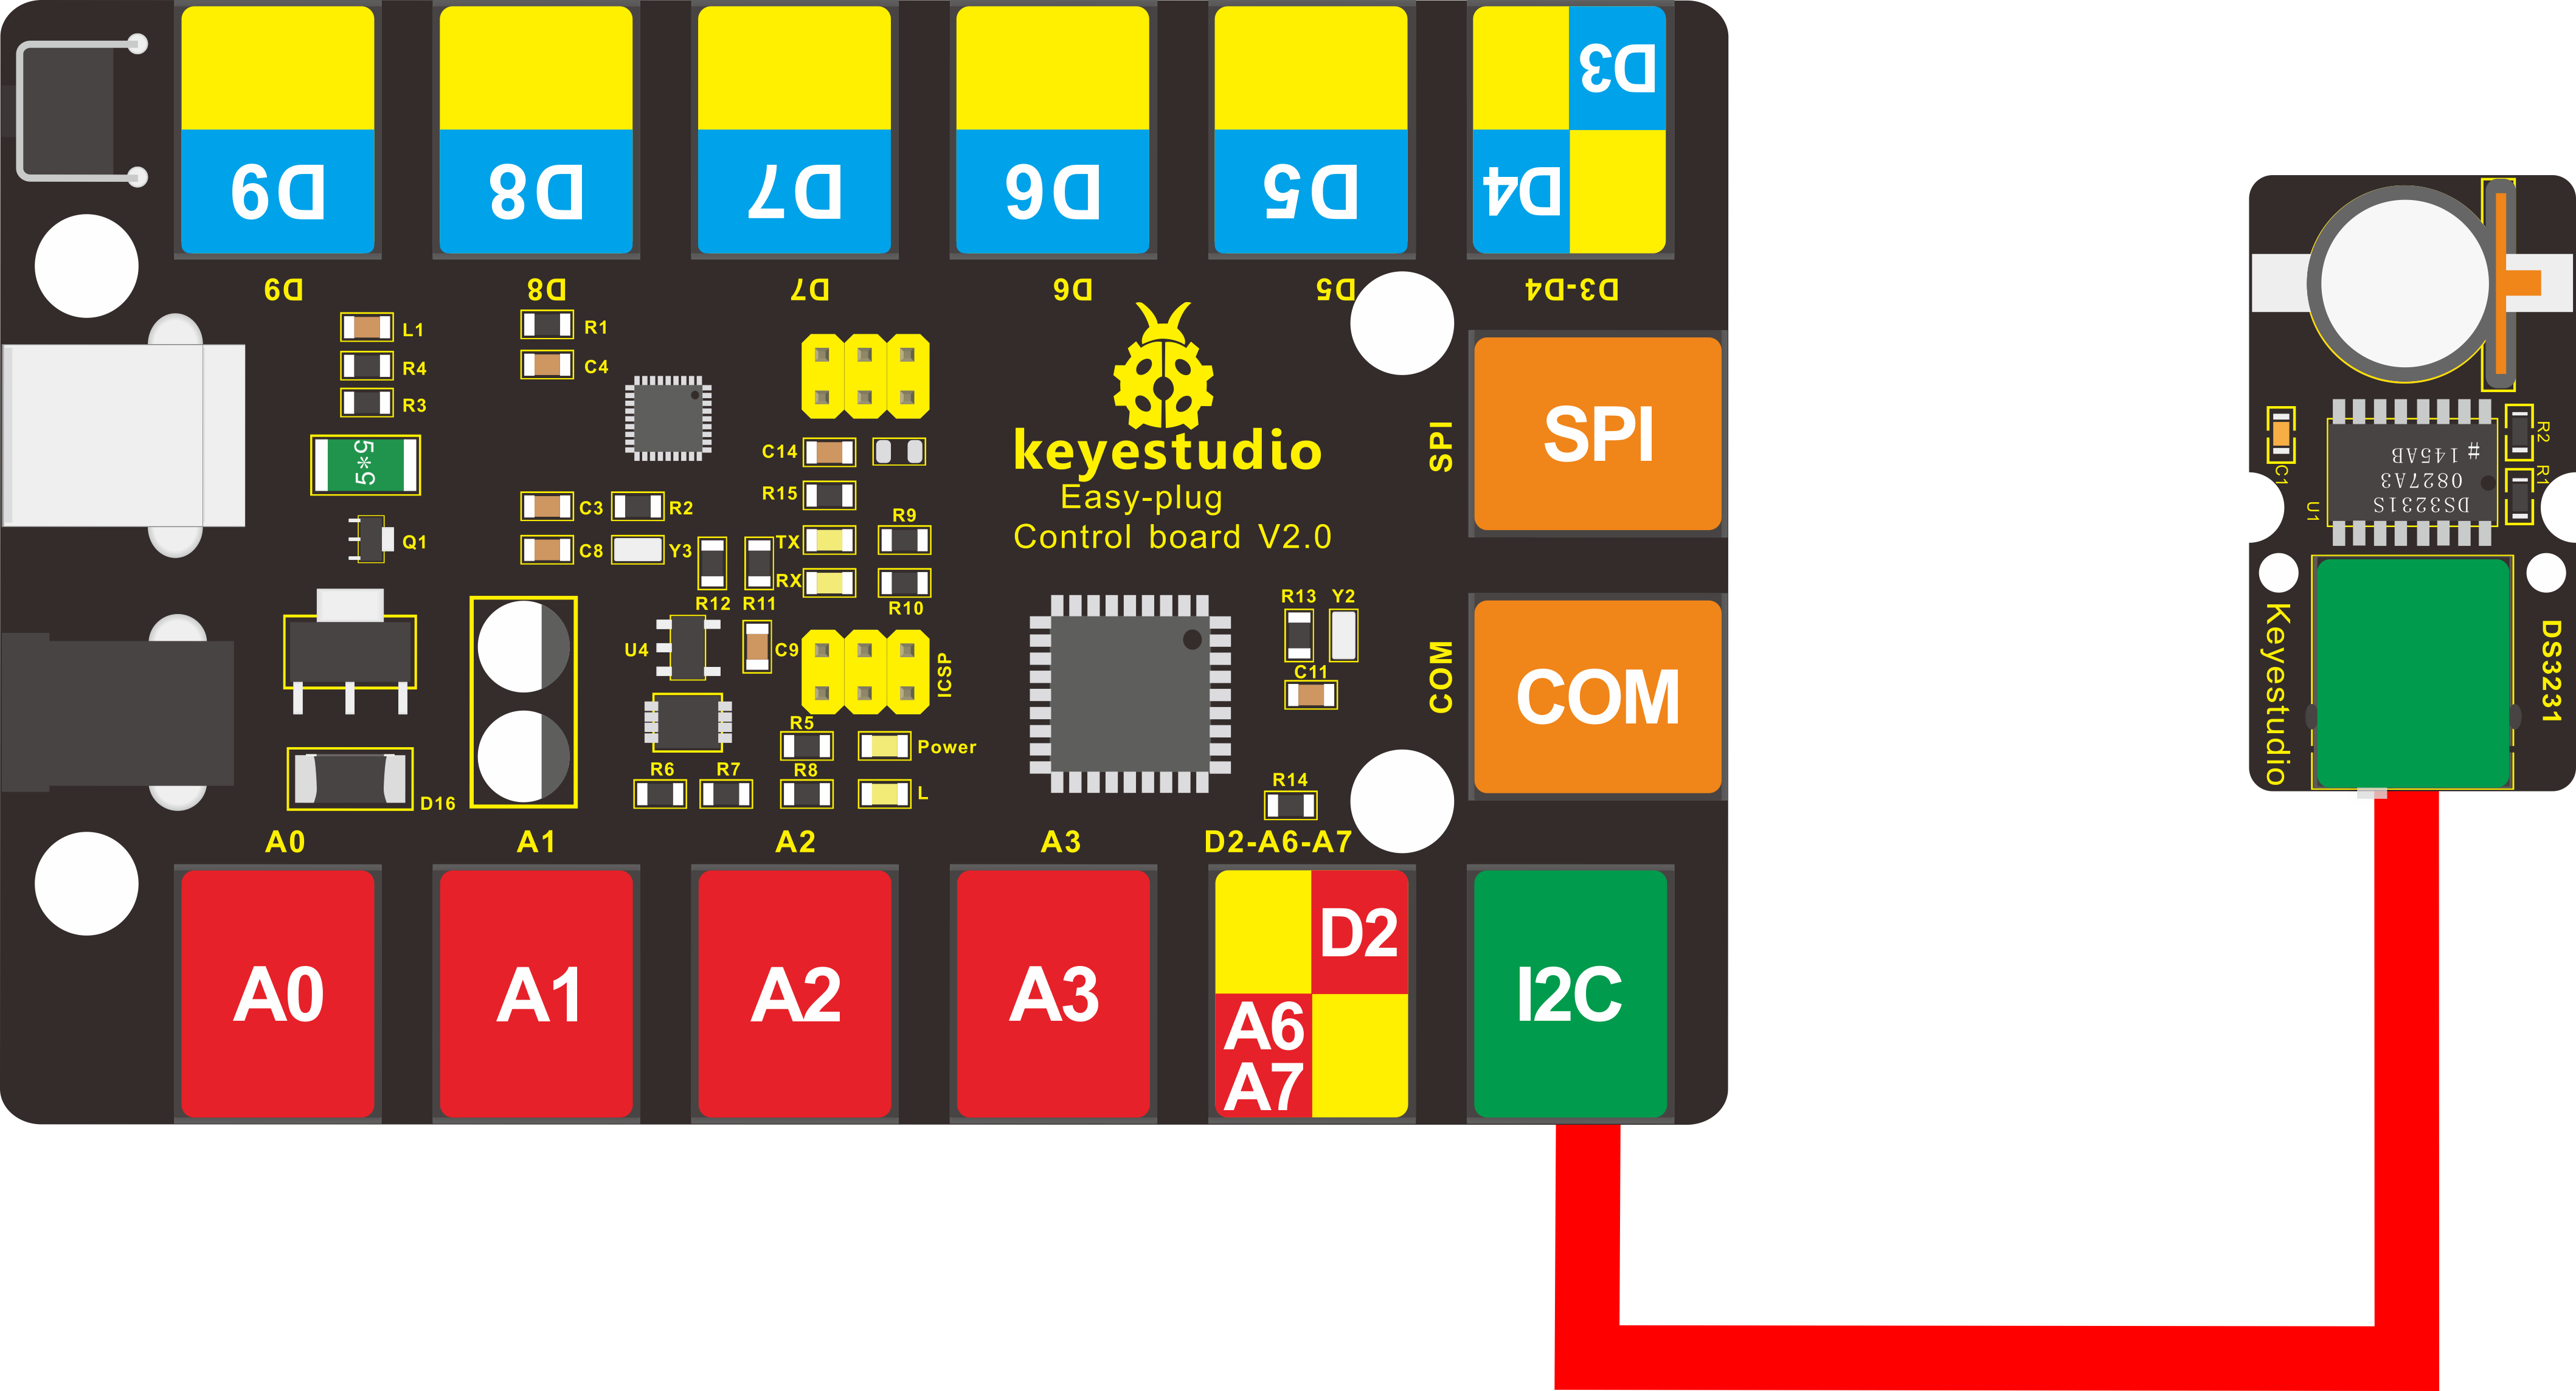 D9
D8
D7
D6
D5
D3
D4
D9
D8
D7
D6
D5
D3-D4
L1
R4
R3
5*5
Q1
D16
R1
C4
C3
R2
C8
Y3
C14
R15
TX
RX
R9
R10
R12
R11
U4
C9
ICSP
R5
Power
R6
R7
R8
L
keyestudio
Easy-plug
Control board V2.0
R13
Y2
C11
R14
SPI
SPI
COM
COM
A0
A1
A2
A3
D2-A6-A7
A0
A1
A2
A3
D2
A6
A7
I2C
C1
R2
R1
U1
DS3231S
0827A3
# 145AB
Keyestudio
DS3231